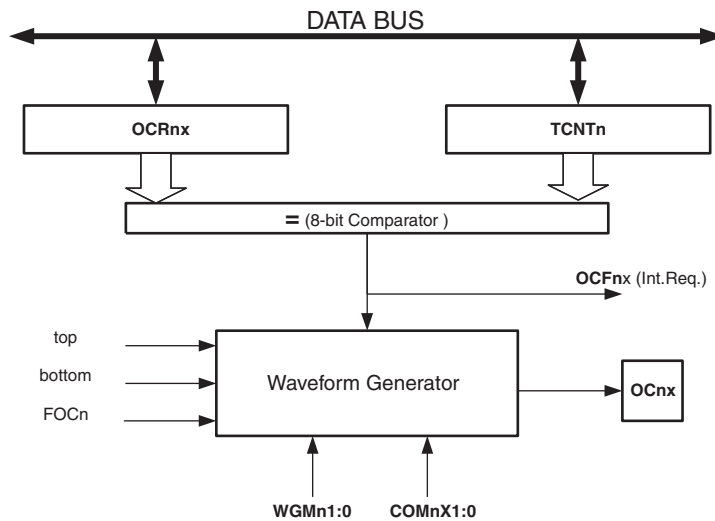 DATA BUS
OCRnx
TCNTn
= (8-bit Comparator )
OCFnx (Int.Req.)
top
bottom
FOCn
Waveform Generator
OCnx
WGMn1:0
COMnX1:0